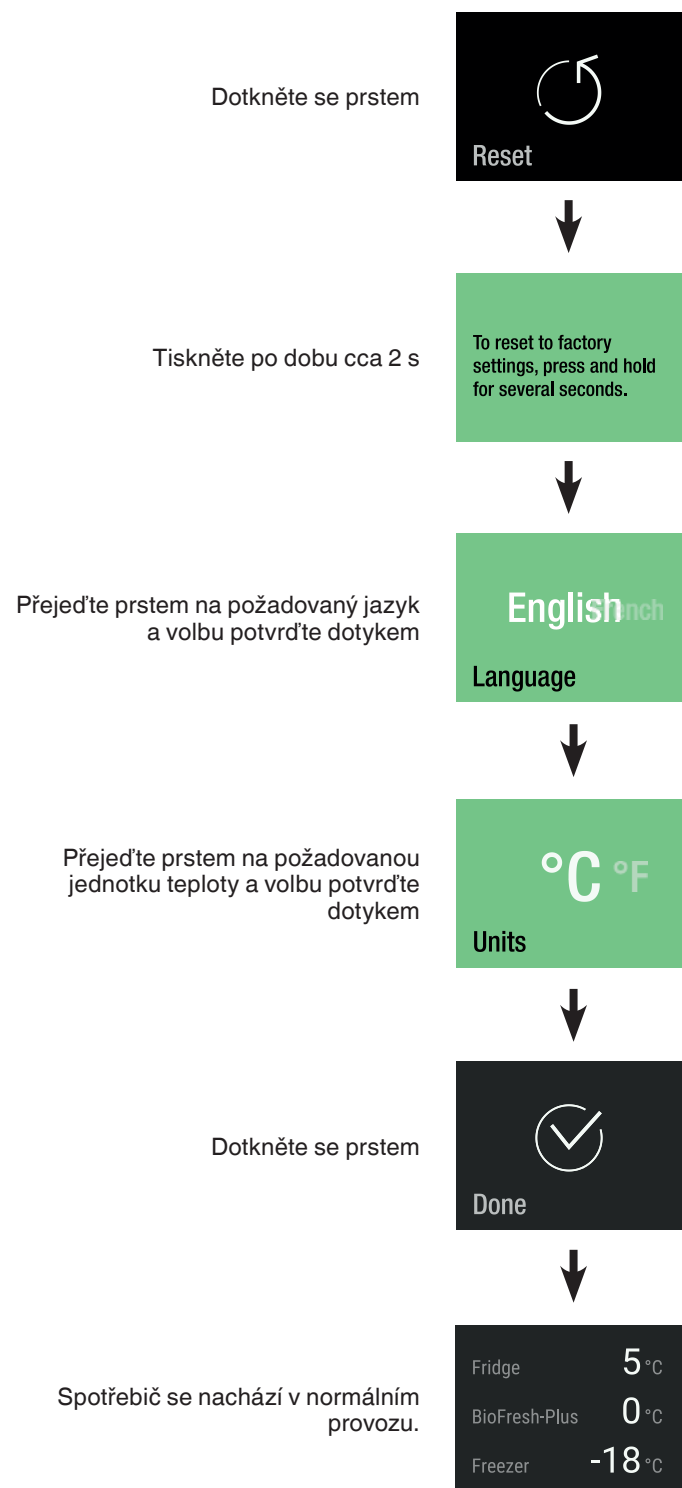 Dotkněte se prstem
Reset
Tiskněte po dobu cca 2 s
To reset to factory
settings, press and hold
for several seconds.
Přejeďte prstem na požadovaný jazyk
a volbu potvrďte dotykem
English French
Language
Přejeďte prstem na požadovanou
jednotku teploty a volbu potvrďte
dotykem
°C °F
Units
Dotkněte se prstem
Done
Spotřebič se nachází v normálním
provozu.
Fridge 5 °C
BioFresh-Plus 0 °C
Freezer -18 °C